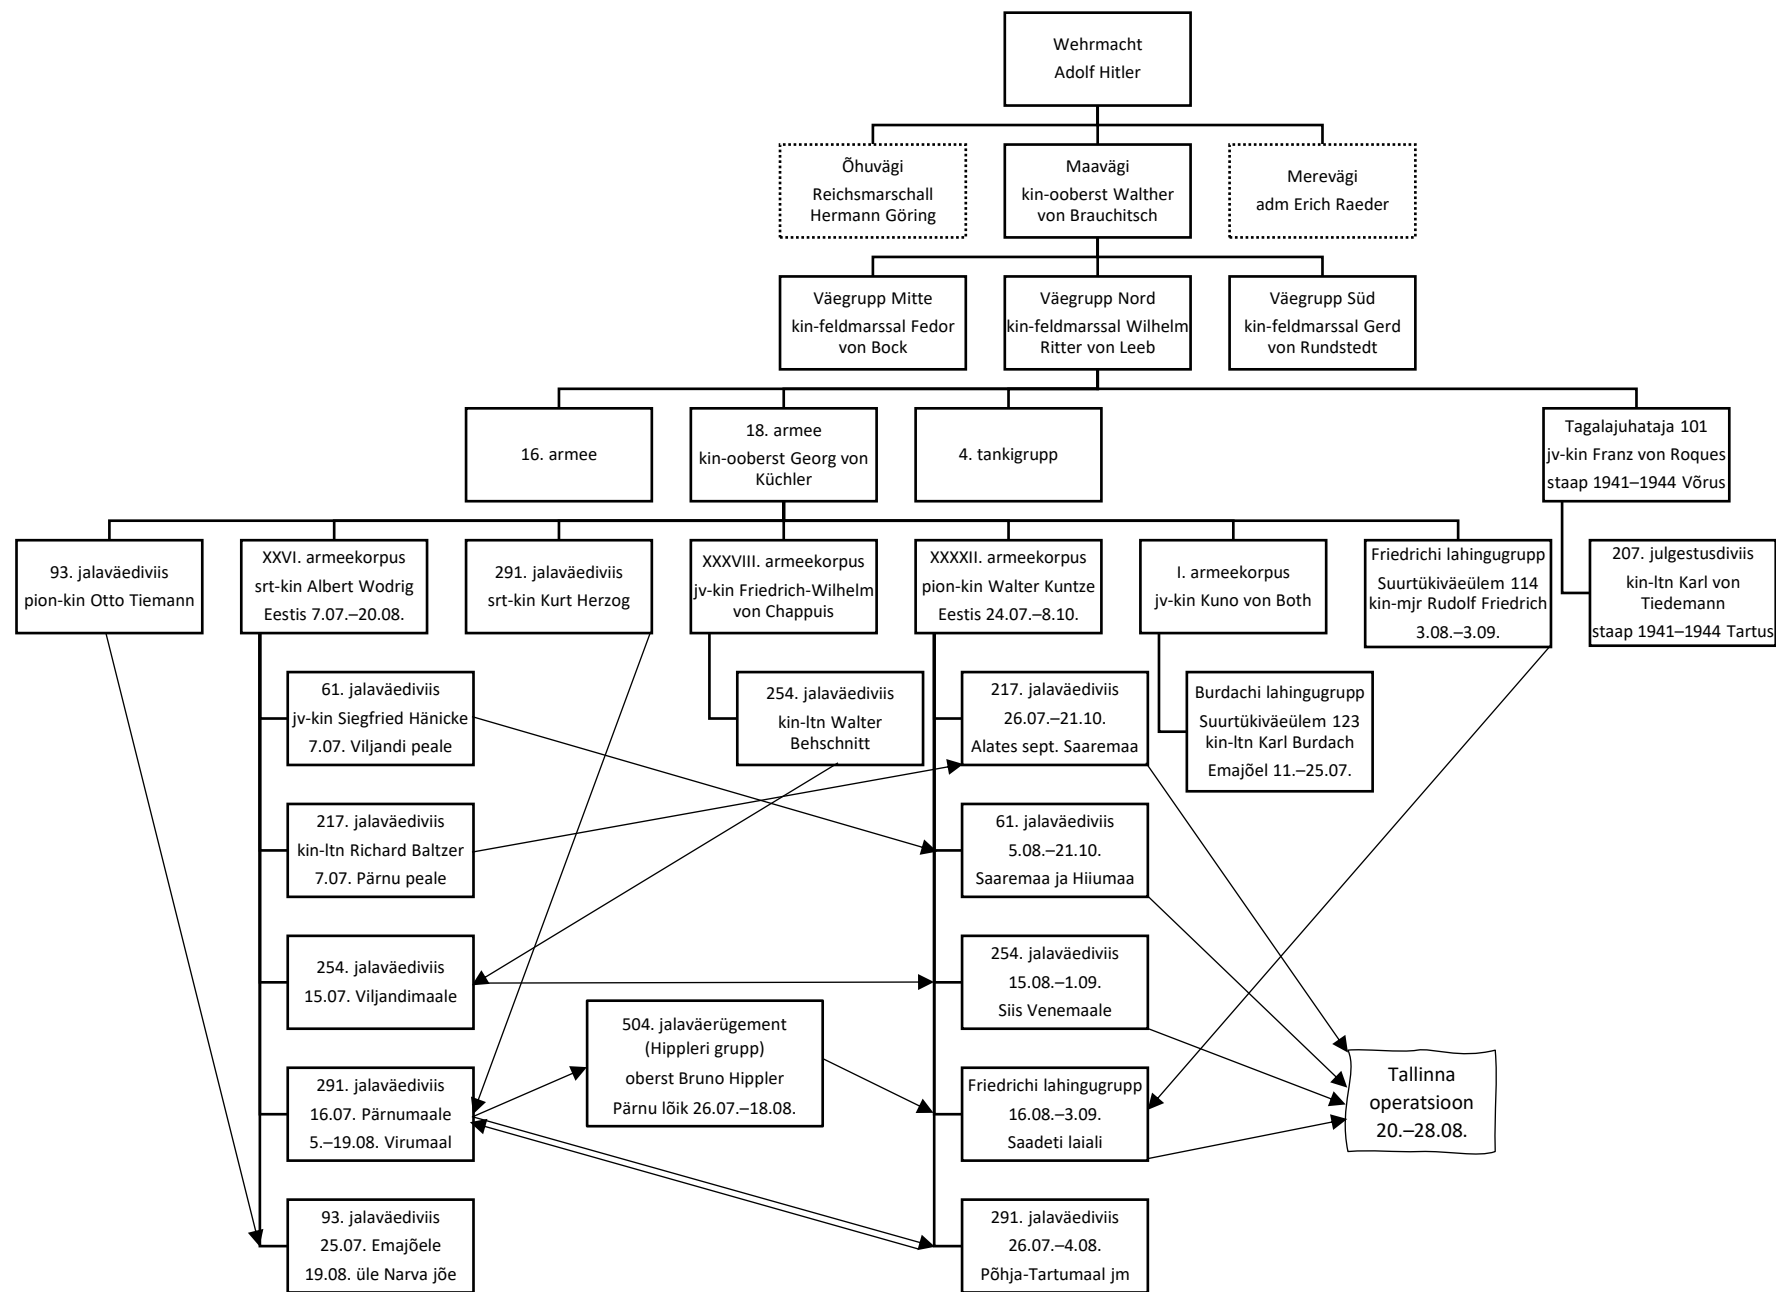 Wehrmacht
Adolf Hitler
Õhuvägi
Reichsmarschall
Hermann Göring
Maavägi
kin-ooberst Walther
von Brauchitsch
Merevägi
adm Erich Raeder
Väegrupp Mitte
kin-feldmarssal Fedor
von Bock
Väegrupp Nord
kin-feldmarssal Wilhelm
Ritter von Leeb
Väegrupp Süd
kin-feldmarssal Gerd
von Rundstedt
16. armee
18. armee
kin-ooberst Georg von
Küchler
4. tankigrupp
Tagalajuhataja 101
jv-kin Franz von Roques
staap 1941–1944 Võrus
93. jalaväediviis
pion-kin Otto Tiemann
XXVI. armeekorpus
srt-kin Albert Wodrig
Eestis 7.07.–20.08.
291. jalaväediviis
srt-kin Kurt Herzog
XXXVIII. armeekorpus
jv-kin Friedrich-Wilhelm
von Chappuis
XXXXII. armeekorpus
pion-kin Walter Kuntze
Eestis 24.07.–8.10.
I. armeekorpus
jv-kin Kuno von Both
Friedrichi lahingugrupp
Suurtükiväeülem 114
kin-mjr Rudolf Friedrich
3.08.–3.09.
207. julgestusdiviis
kin-ltn Karl von
Tiedemann
staap 1941–1944 Tartus
61. jalaväediviis
jv-kin Siegfried Hänicke
7.07. Viljandi peale
254. jalaväediviis
kin-ltn Walter
Behschnitt
217. jalaväediviis
26.07.–21.10.
Alates sept. Saaremaa
Burdachi lahingugrupp
Suurtükiväeülem 123
kin-ltn Karl Burdach
Emajõel 11.–25.07.
217. jalaväediviis
kin-ltn Richard Baltzer
7.07. Pärnu peale
61. jalaväediviis
5.08.–21.10.
Saaremaa ja Hiiumaa
254. jalaväediviis
15.07. Viljandimaale
254. jalaväediviis
15.08.–1.09.
Siis Venemaale
504. jalaväerügement
(Hippleri grupp)
oberst Bruno Hippler
Pärnu lõik 26.07.–18.08.
291. jalaväediviis
16.07. Pärnumaale
5.–19.08. Virumaal
Friedrichi lahingugrupp
16.08.–3.09.
Saadeti laiali
Tallinna
operatsioon
20.–28.08.
93. jalaväediviis
25.07. Emajõele
19.08. üle Narva jõe
291. jalaväediviis
26.07.–4.08.
Põhja-Tartumaal jm